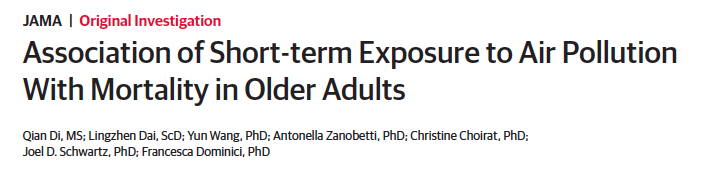 JAMA | Original Investigation
Association of Short-term Exposure to Air Pollution
With Mortality in Older Adults
Qian Di, MS; Lingzhen Dai, ScD; Yun Wang, PhD; Antonella Zanobetti, PhD; Christine Choirat, PhD;
Joel D. Schwartz, PhD; Francesca Dominici, PhD